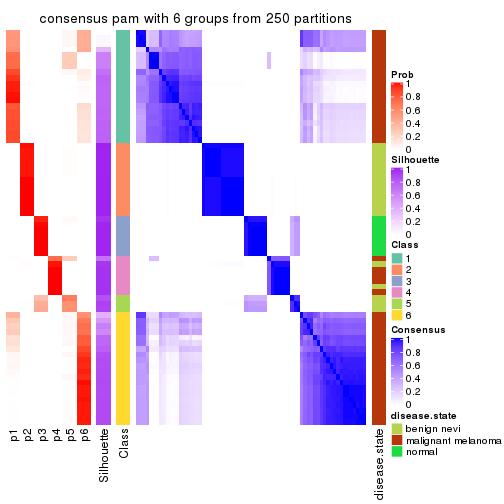 consensus pam with 6 groups from 250 partitions
Prob
1
0.8
0.6
0.4
0.2
0
Silhouette
1
0.8
0.6
0.4
0.2
0
Class
1
2
3
4
5
6
Consensus
1
0.8
0.6
0.4
0.2
0
disease.state
benign nevi
malignant melanoma
normal
p1
p2
p3
p4
p5
p6
Silhouette
Class
disease.state